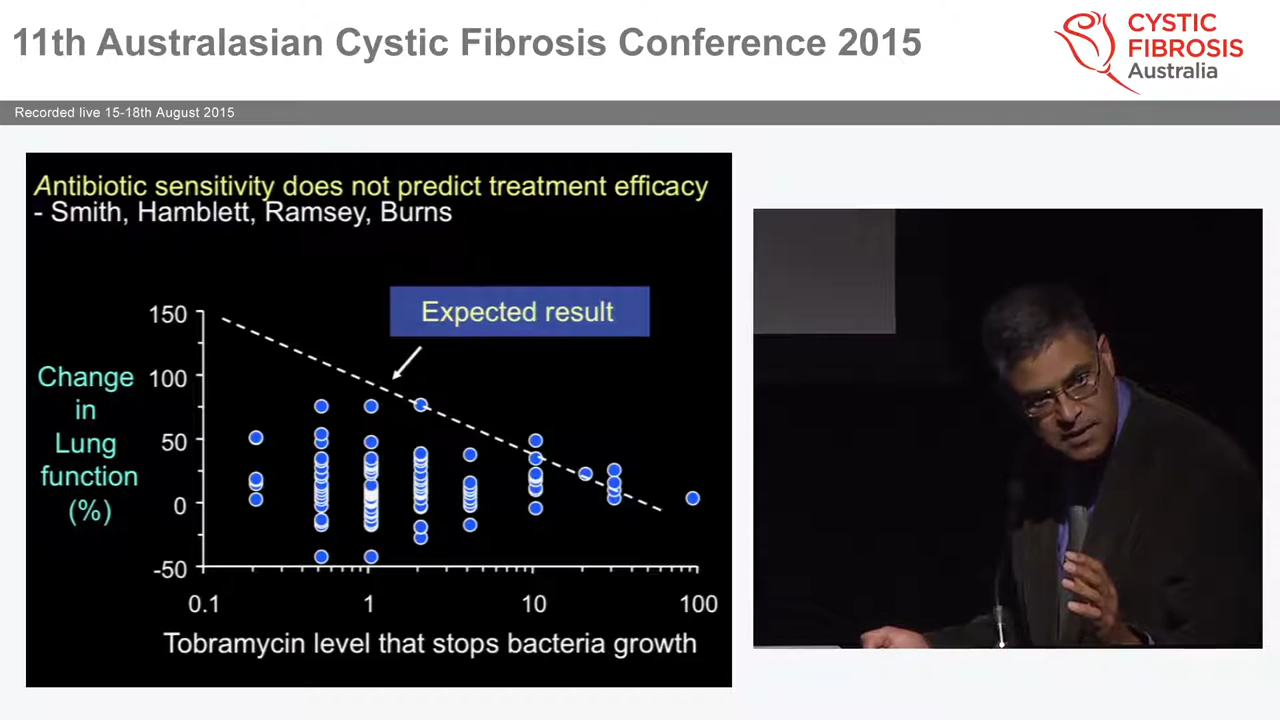 11th Australasian Cystic Fibrosis Conference 2015
CYSTIC
FIBROSIS
Australia
Recorded live 15-18th August 2015
Antibiotic sensitivity does not predict treatment efficacy
- Smith, Hamblett, Ramsey, Burns
Expected result
Change
in
Lung
function
(%)
150
100
50
0
-50
0.1
1
10
100
Tobramycin level that stops bacteria growth